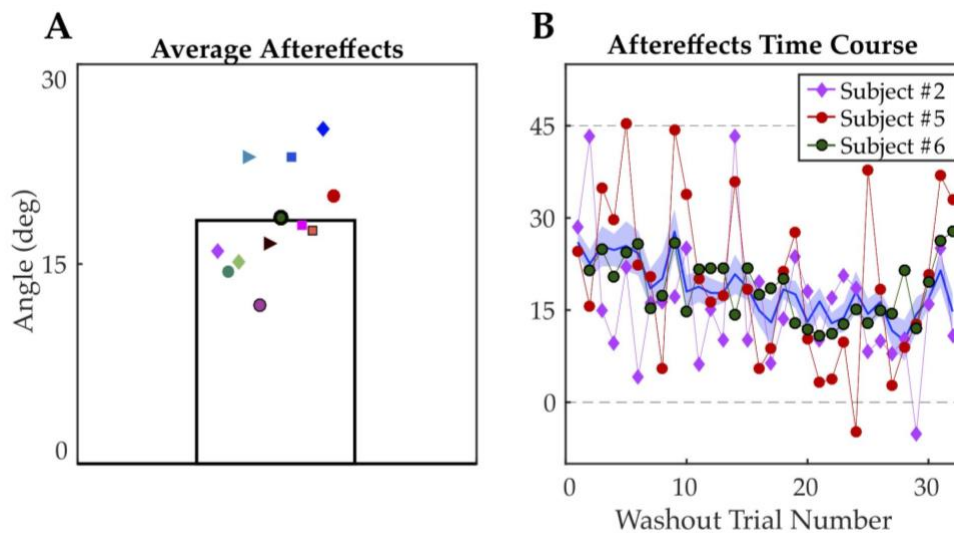 A
Average Aftereffects
30
15
0
Angle (deg)
B
Aftereffects Time Course
Subject #2
Subject #5
Subject #6
45
30
15
0
0 10 20 30
Washout Trial Number